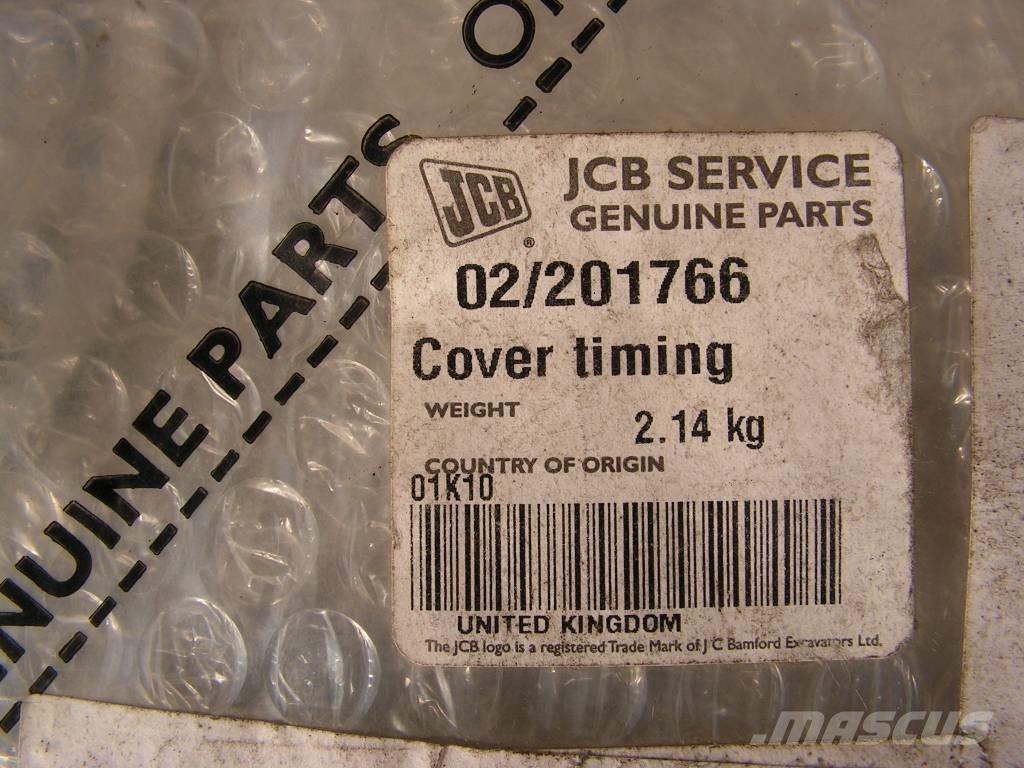 GENUINE PARTS
JCB
®
JCB SERVICE
GENUINE PARTS
02/201766
Cover timing
WEIGHT
2.14 kg
COUNTRY OF ORIGIN
01K10
UNITED KINGDOM
The JCB logo is a registered Trade Mark of J C Bamford Excavators Ltd.
MASCUS